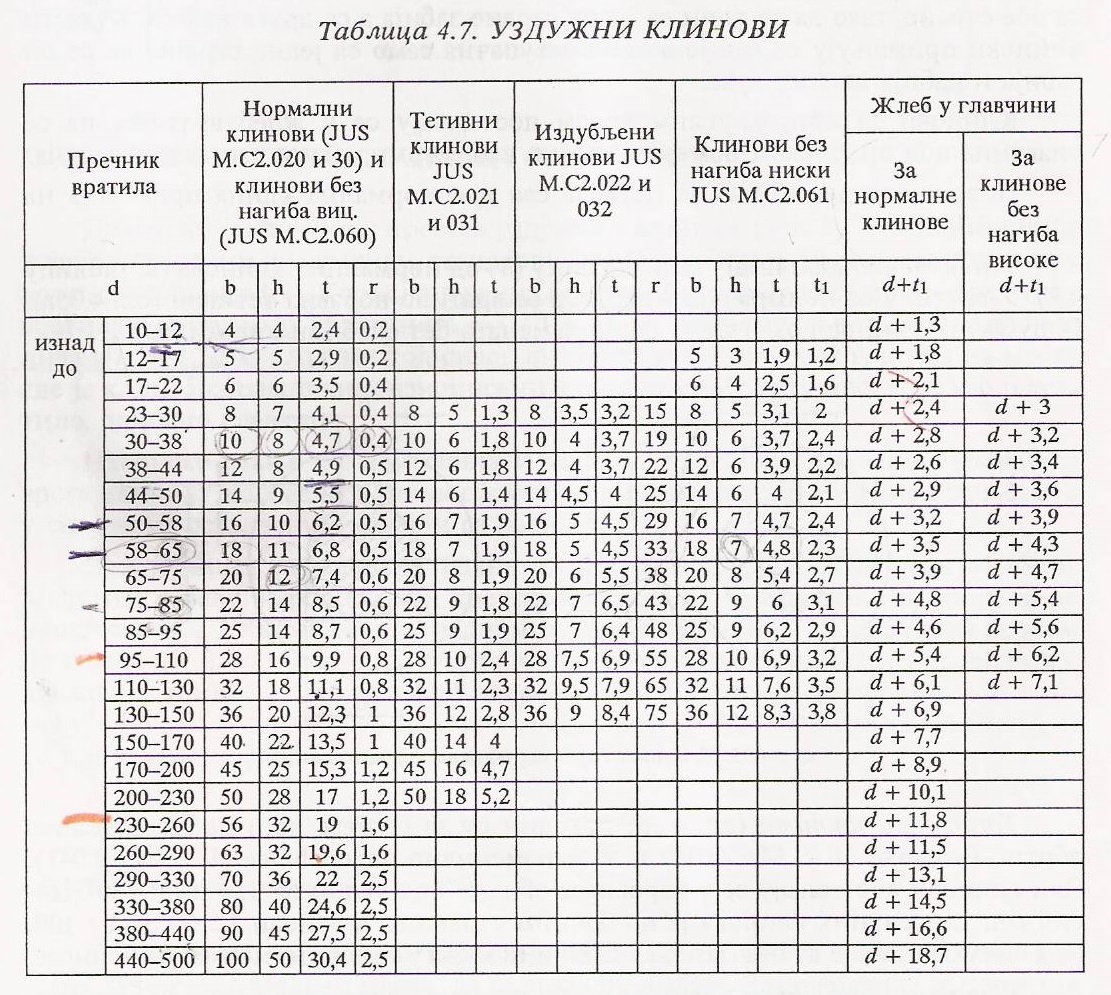 Таблица 4.7. УЗДУЖНИ КЛИНОВИ
Пречник вратила
Нормални клинови (JUS М.С2.020 и 30) и клинови без нагиба виц. (JUS М.С2.060)
Тетивни клинови JUS М.С2.021 и 031
Издубљени клинови JUS М.С2.022 и 032
Клинови без нагиба ниски JUS М.С2.061
Жлеб у главчини
За нормалне клинове
За клинове без нагиба високе
d b h t r b h t b h t r b h t t1 d+t1 d+t1
изнад до
10–12 4 4 2,4 0,2 d + 1,3
12–17 5 5 2,9 0,2 5 3 1,9 1,2 d + 1,8
17–22 6 6 3,5 0,4 6 4 2,5 1,6 d + 2,1
23–30 8 7 4,1 0,4 8 5 1,3 8 3,5 3,2 15 8 5 3,1 2 d + 2,4 d + 3
30–38 10 8 4,7 0,4 10 6 1,8 10 4 3,7 19 10 6 3,7 2,4 d + 2,8 d + 3,2
38–44 12 8 4,9 0,5 12 6 1,8 12 4 3,7 22 12 6 3,9 2,2 d + 2,6 d + 3,4
44–50 14 9 5,5 0,5 14 6 1,4 14 4,5 4 25 14 6 4 2,1 d + 2,9 d + 3,6
50–58 16 10 6,2 0,5 16 7 1,9 16 5 4,5 29 16 7 4,7 2,4 d + 3,2 d + 3,9
58–65 18 11 6,8 0,5 18 7 1,9 18 5 4,5 33 18 7 4,8 2,3 d + 3,5 d + 4,3
65–75 20 12 7,4 0,6 20 8 1,9 20 6 5,5 38 20 8 5,4 2,7 d + 3,9 d + 4,7
75–85 22 14 8,5 0,6 22 9 1,8 22 7 6,5 43 22 9 6 3,1 d + 4,8 d + 5,4
85–95 25 14 8,7 0,6 25 9 1,9 25 7 6,4 48 25 9 6,2 2,9 d + 4,6 d + 5,6
95–110 28 16 9,9 0,8 28 10 2,4 28 7,5 6,9 55 28 10 6,9 3,2 d + 5,4 d + 6,2
110–130 32 18 11,1 0,8 32 11 2,3 32 9,5 7,9 65 32 11 7,6 3,5 d + 6,1 d + 7,1
130–150 36 20 12,3 1 36 12 2,8 36 9 8,4 75 36 12 8,3 3,8 d + 6,9
150–170 40 22 13,5 1 40 14 4 d + 7,7
170–200 45 25 15,3 1,2 45 16 4,7 d + 8,9
200–230 50 28 17 1,2 50 18 5,2 d + 10,1
230–260 56 32 19 1,6 d + 11,8
260–290 63 32 19,6 1,6 d + 11,5
290–330 70 36 22 2,5 d + 13,1
330–380 80 40 24,6 2,5 d + 14,5
380–440 90 45 27,5 2,5 d + 16,6
440–500 100 50 30,4 2,5 d + 18,7